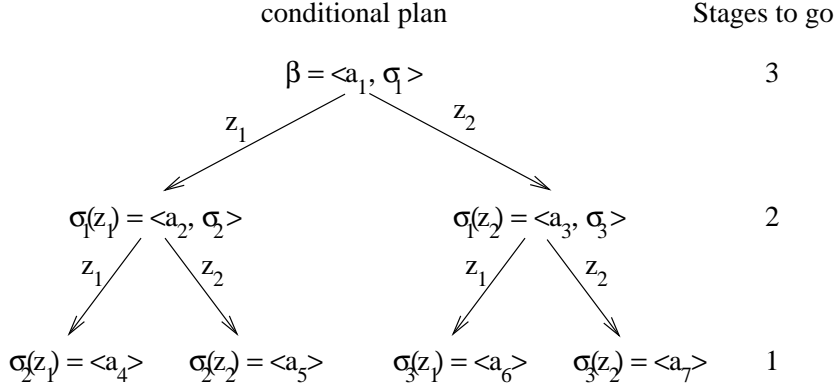 conditional plan Stages to go
β = <a₁, σ₁> 3
z₁ z₂
σ₁(z₁) = <a₂, σ₂> σ₁(z₂) = <a₃, σ₃> 2
z₁ z₂ z₁ z₂
σ₂(z₁) = <a₄> σ₂(z₂) = <a₅> σ₃(z₁) = <a₆> σ₃(z₂) = <a₇> 1